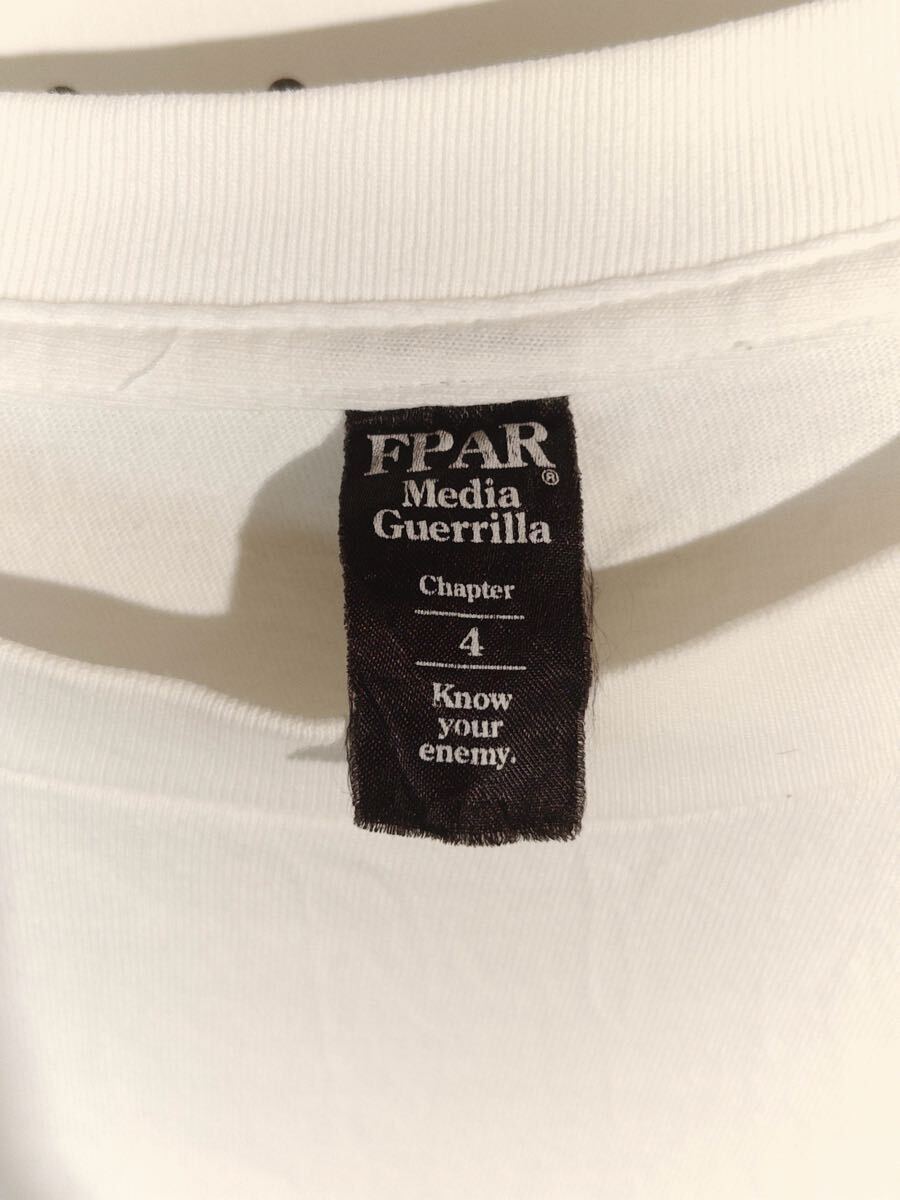 FPAR®
Media
Guerrilla
Chapter
4
Know
your
enemy.